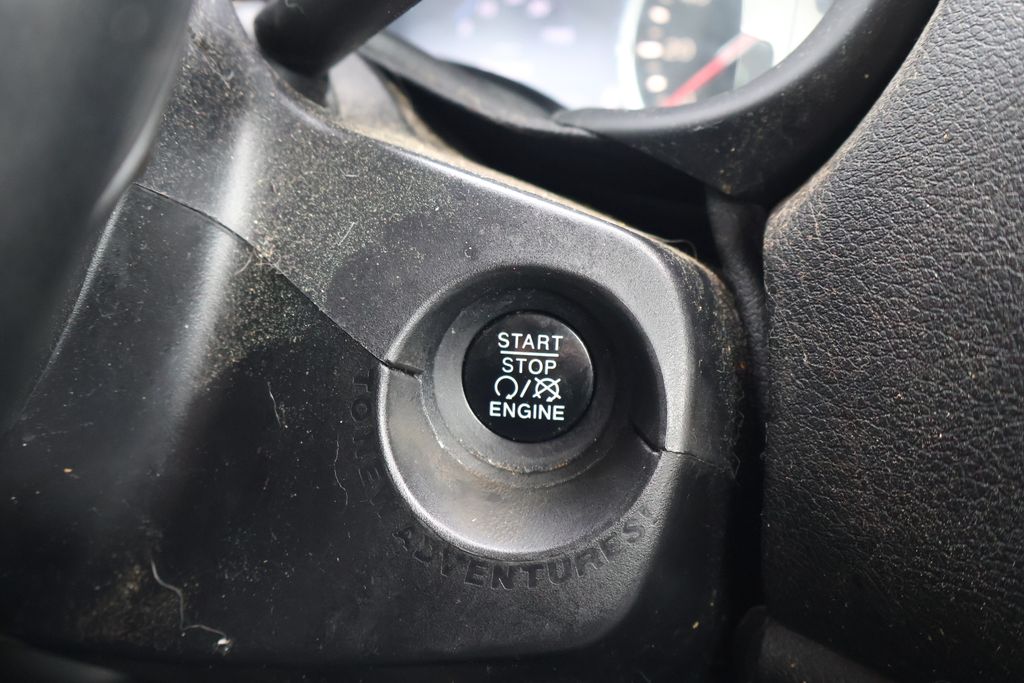 START
STOP
/
ENGINE
ADVENTURES?